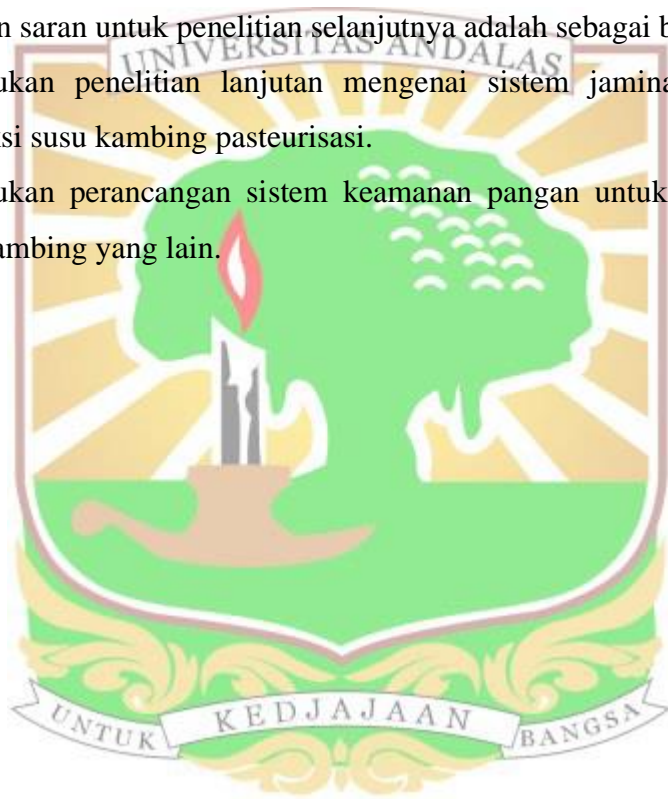 n saran untuk penelitian selanjutnya adalah sebagai b
UNIVERSITAS ANDALAS
ukan penelitian lanjutan mengenai sistem jamina
si susu kambing pasteurisasi.
ukan perancangan sistem keamanan pangan untuk
ambing yang lain.
UNTUK KEDJAJAAN BANGSA